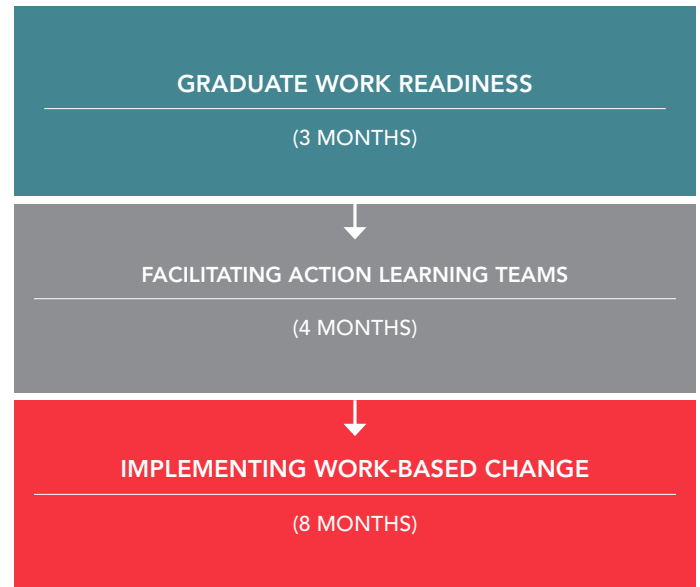 GRADUATE WORK READINESS
(3 MONTHS)
FACILITATING ACTION LEARNING TEAMS
(4 MONTHS)
IMPLEMENTING WORK-BASED CHANGE
(8 MONTHS)